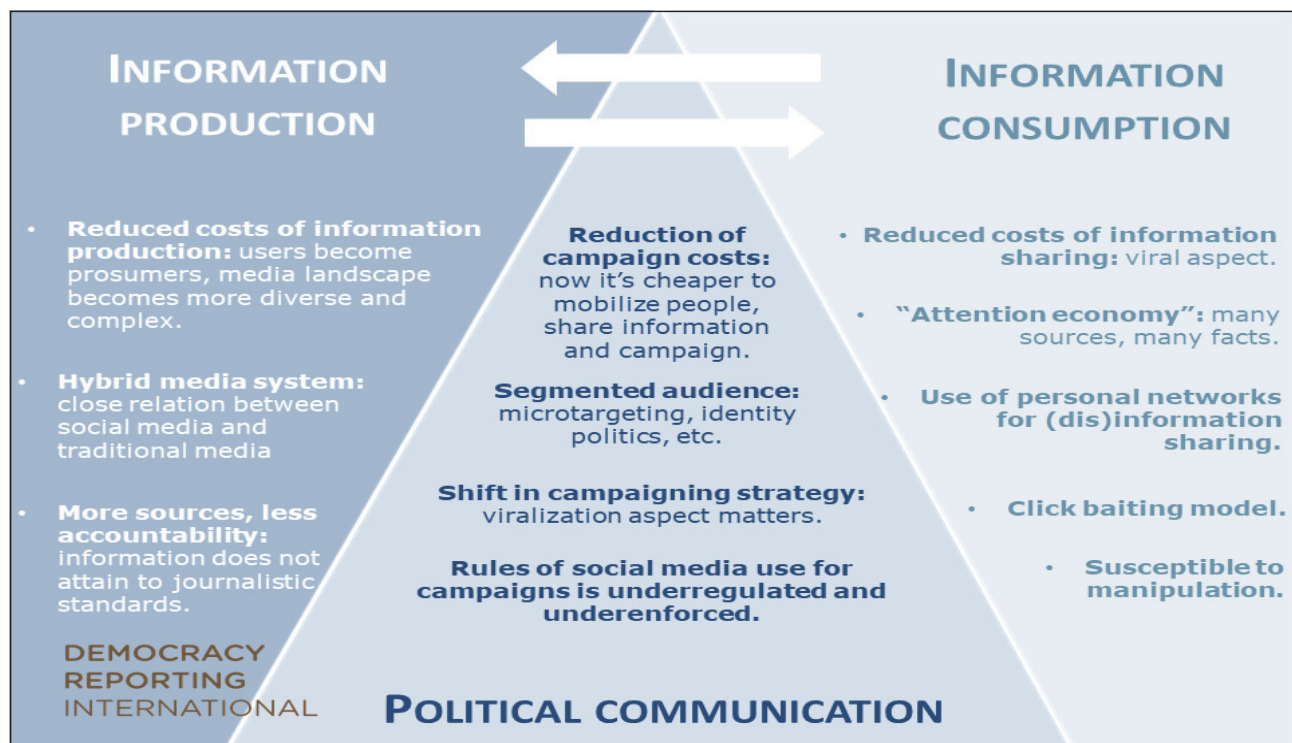 INFORMATION
PRODUCTION
• Reduced costs of information
production: users become
prosumers, media landscape
becomes more diverse and
complex.
• Hybrid media system:
close relation between
social media and
traditional media
• More sources, less
accountability:
information does not
attain to journalistic
standards.
DEMOCRACY
REPORTING
INTERNATIONAL
Reduction of
campaign costs:
now it's cheaper to
mobilize people,
share information
and campaign.
Segmented audience:
microtargeting, identity
politics, etc.
Shift in campaigning strategy:
viralization aspect matters.
Rules of social media use for
campaigns is underregulated and
underenforced.
POLITICAL COMMUNICATION
INFORMATION
CONSUMPTION
• Reduced costs of information
sharing: viral aspect.
• "Attention economy": many
sources, many facts.
• Use of personal networks
for (dis)information
sharing.
• Click baiting model.
• Susceptible to
manipulation.